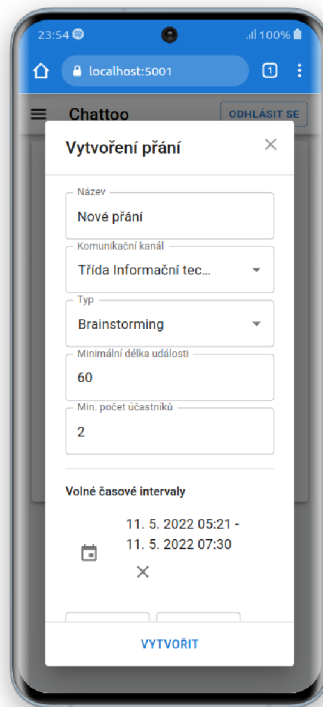 23:54
100%
localhost:5001
1
Chattoo
ODHLÁSIT SE
Vytvoření přání
Název
Nové přání
Komunikační kanál
Třída Informační tec...
Typ
Brainstorming
Minimální délka události
60
Min. počet účastníků
2
Volné časové intervaly
11. 5. 2022 05:21 -
11. 5. 2022 07:30
VYTVOŘIT